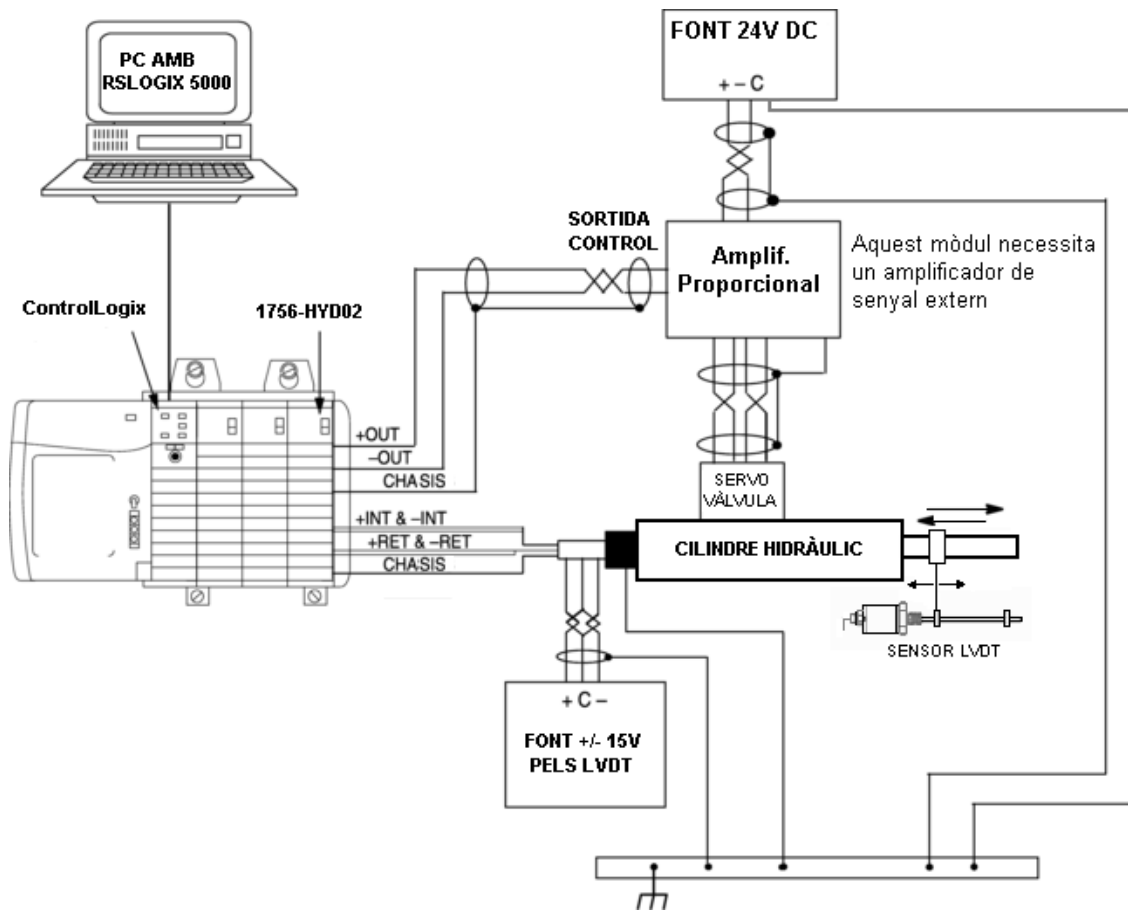 PC AMB
RSLOGIX 5000
FONT 24V DC
+ – C
SORTIDA
CONTROL
Amplif.
Proporcional
Aquest mòdul necessita
un amplificador de
senyal extern
ControlLogix
1756-HYD02
+OUT
–OUT
CHASIS
+INT & –INT
+RET & –RET
CHASIS
SERVO
VÀLVULA
CILINDRE HIDRÀULIC
SENSOR LVDT
+ C –
FONT +/- 15V
PELS LVDT